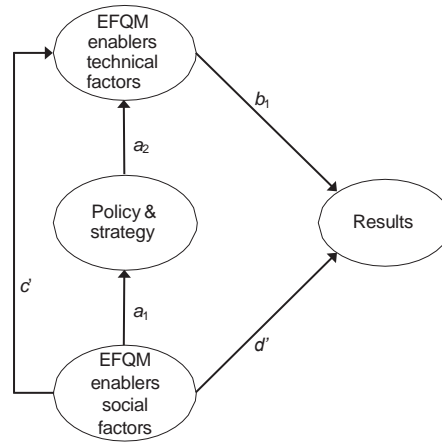 EFQM
enablers
technical
factors
b₁
a₂
Policy &
strategy
Results
c'
a₁
d'
EFQM
enablers
social
factors